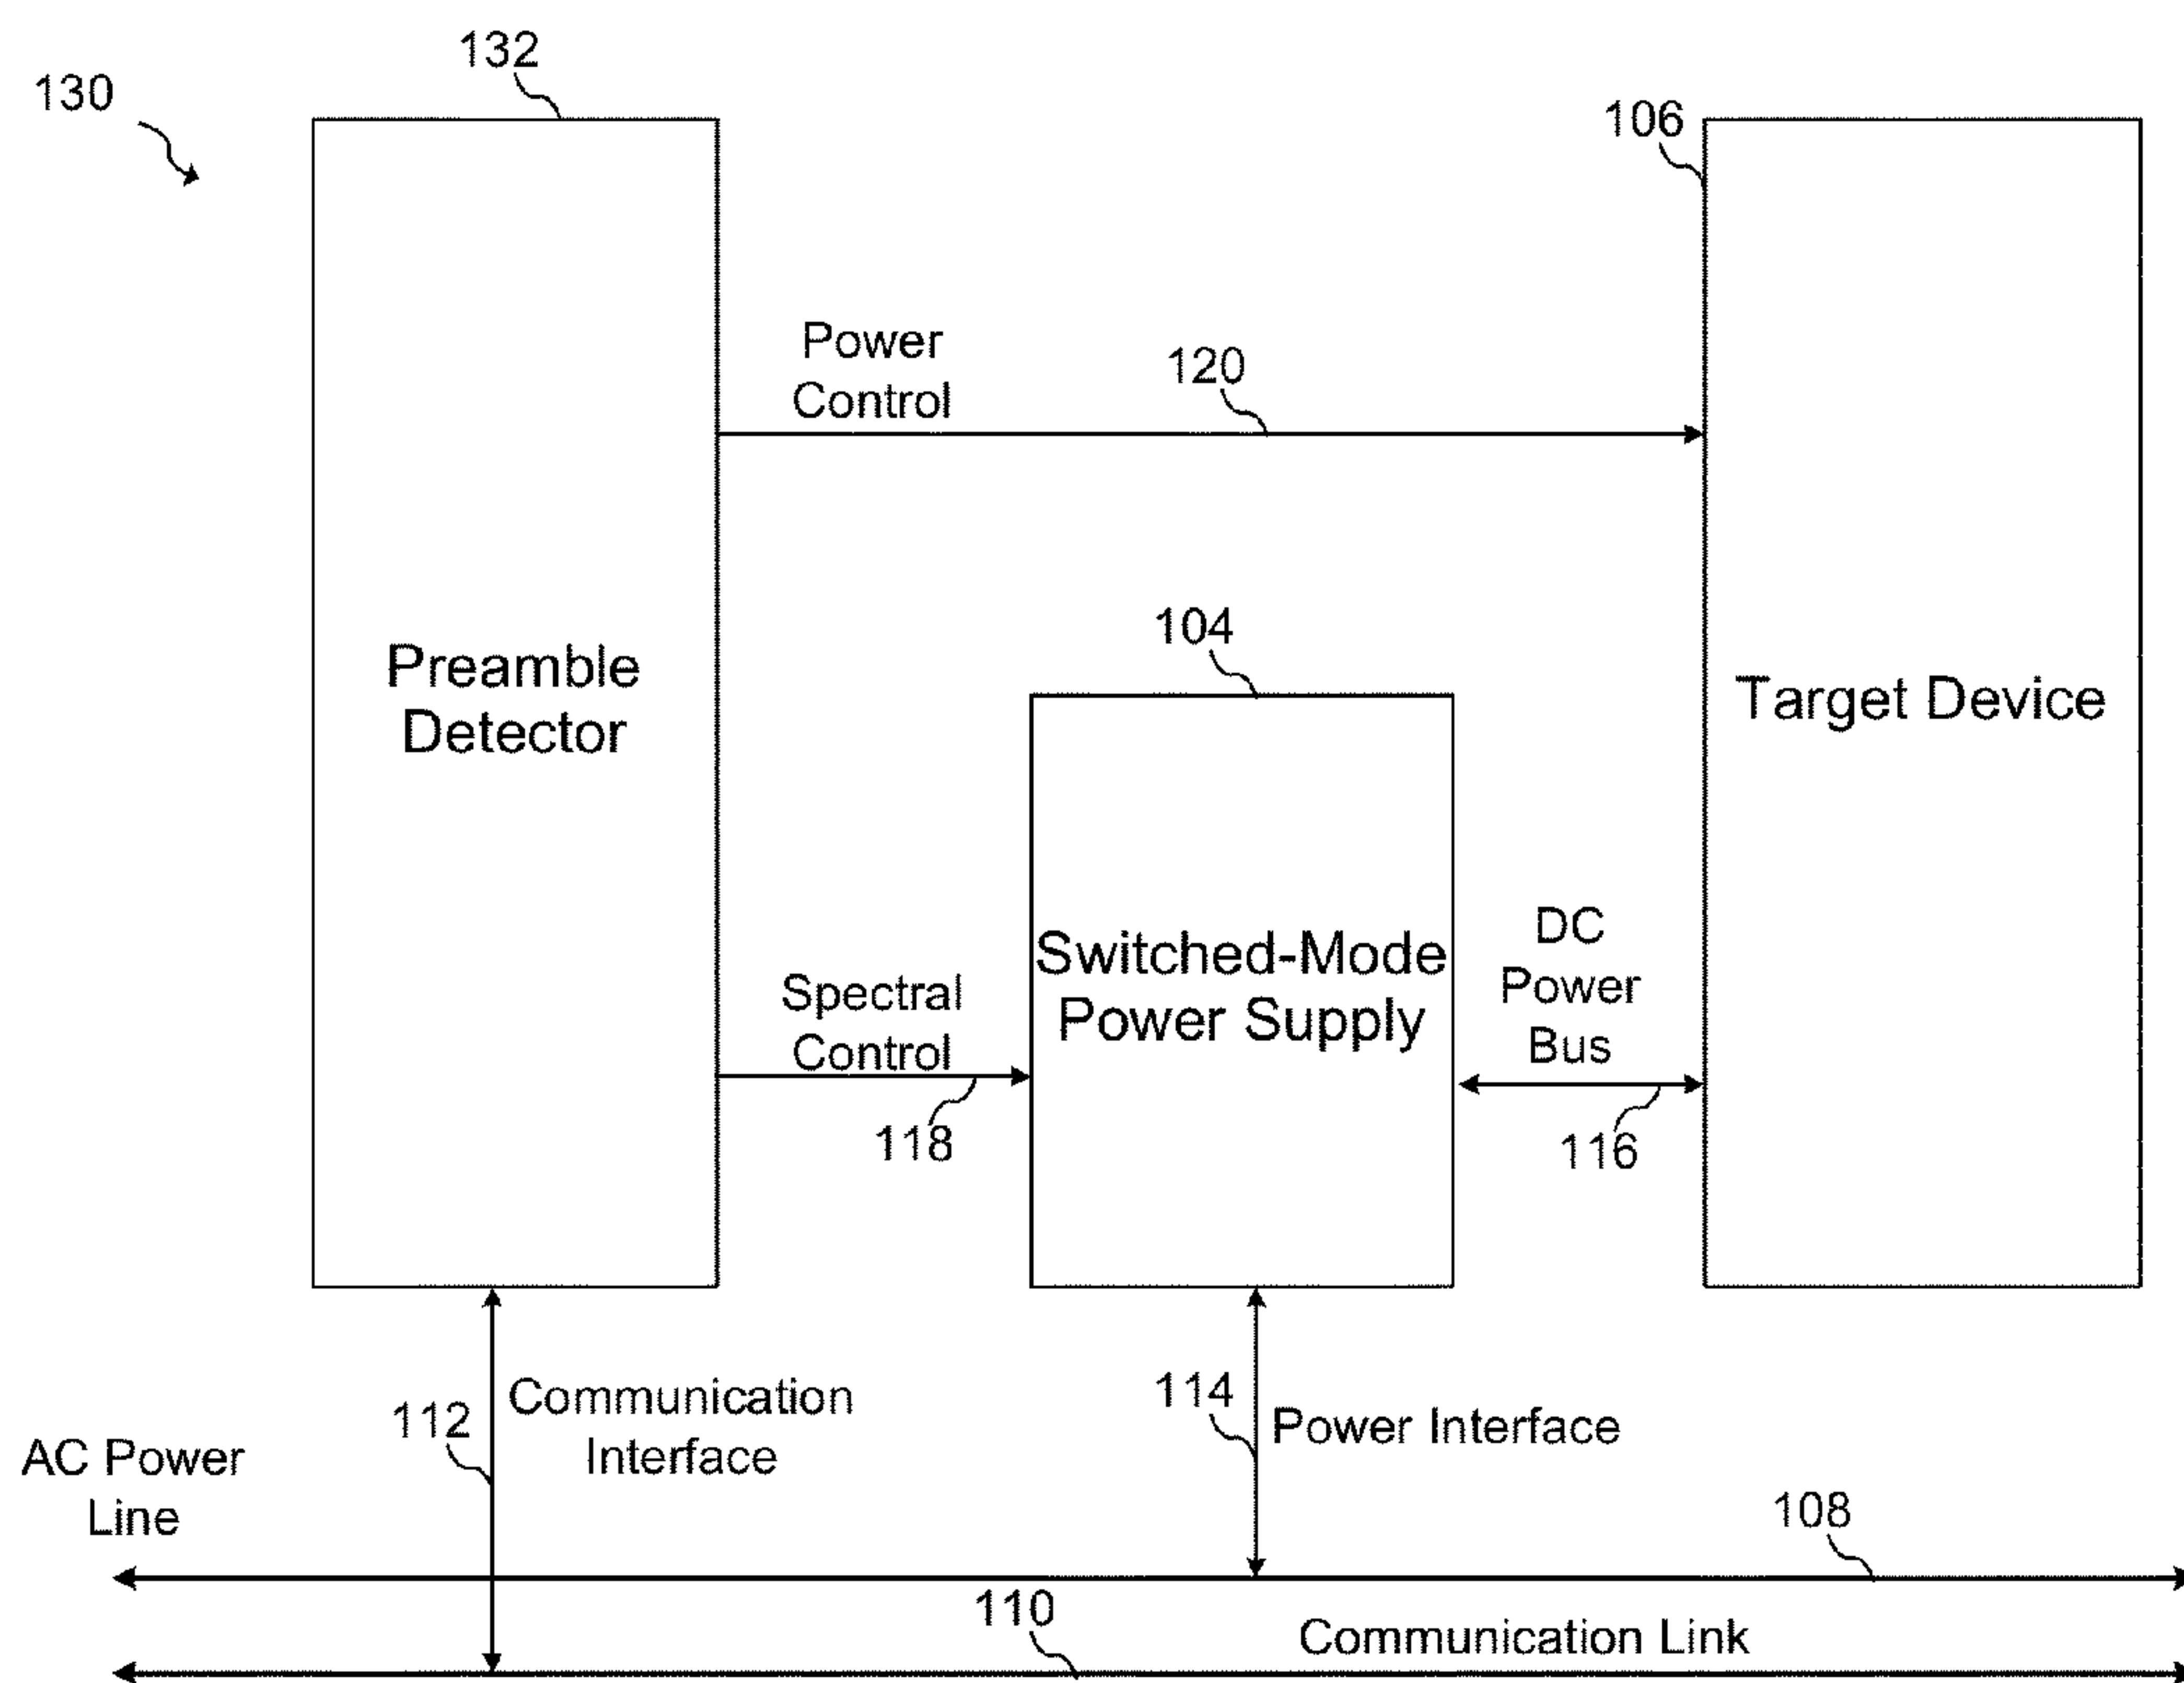 132
130
106
Power
Control
120
104
Preamble
Detector
Target Device
Switched-Mode
Power Supply
DC
Power
Bus
Spectral
Control
118
116
112
Communication
Interface
114
Power Interface
AC Power
Line
108
110
Communication Link